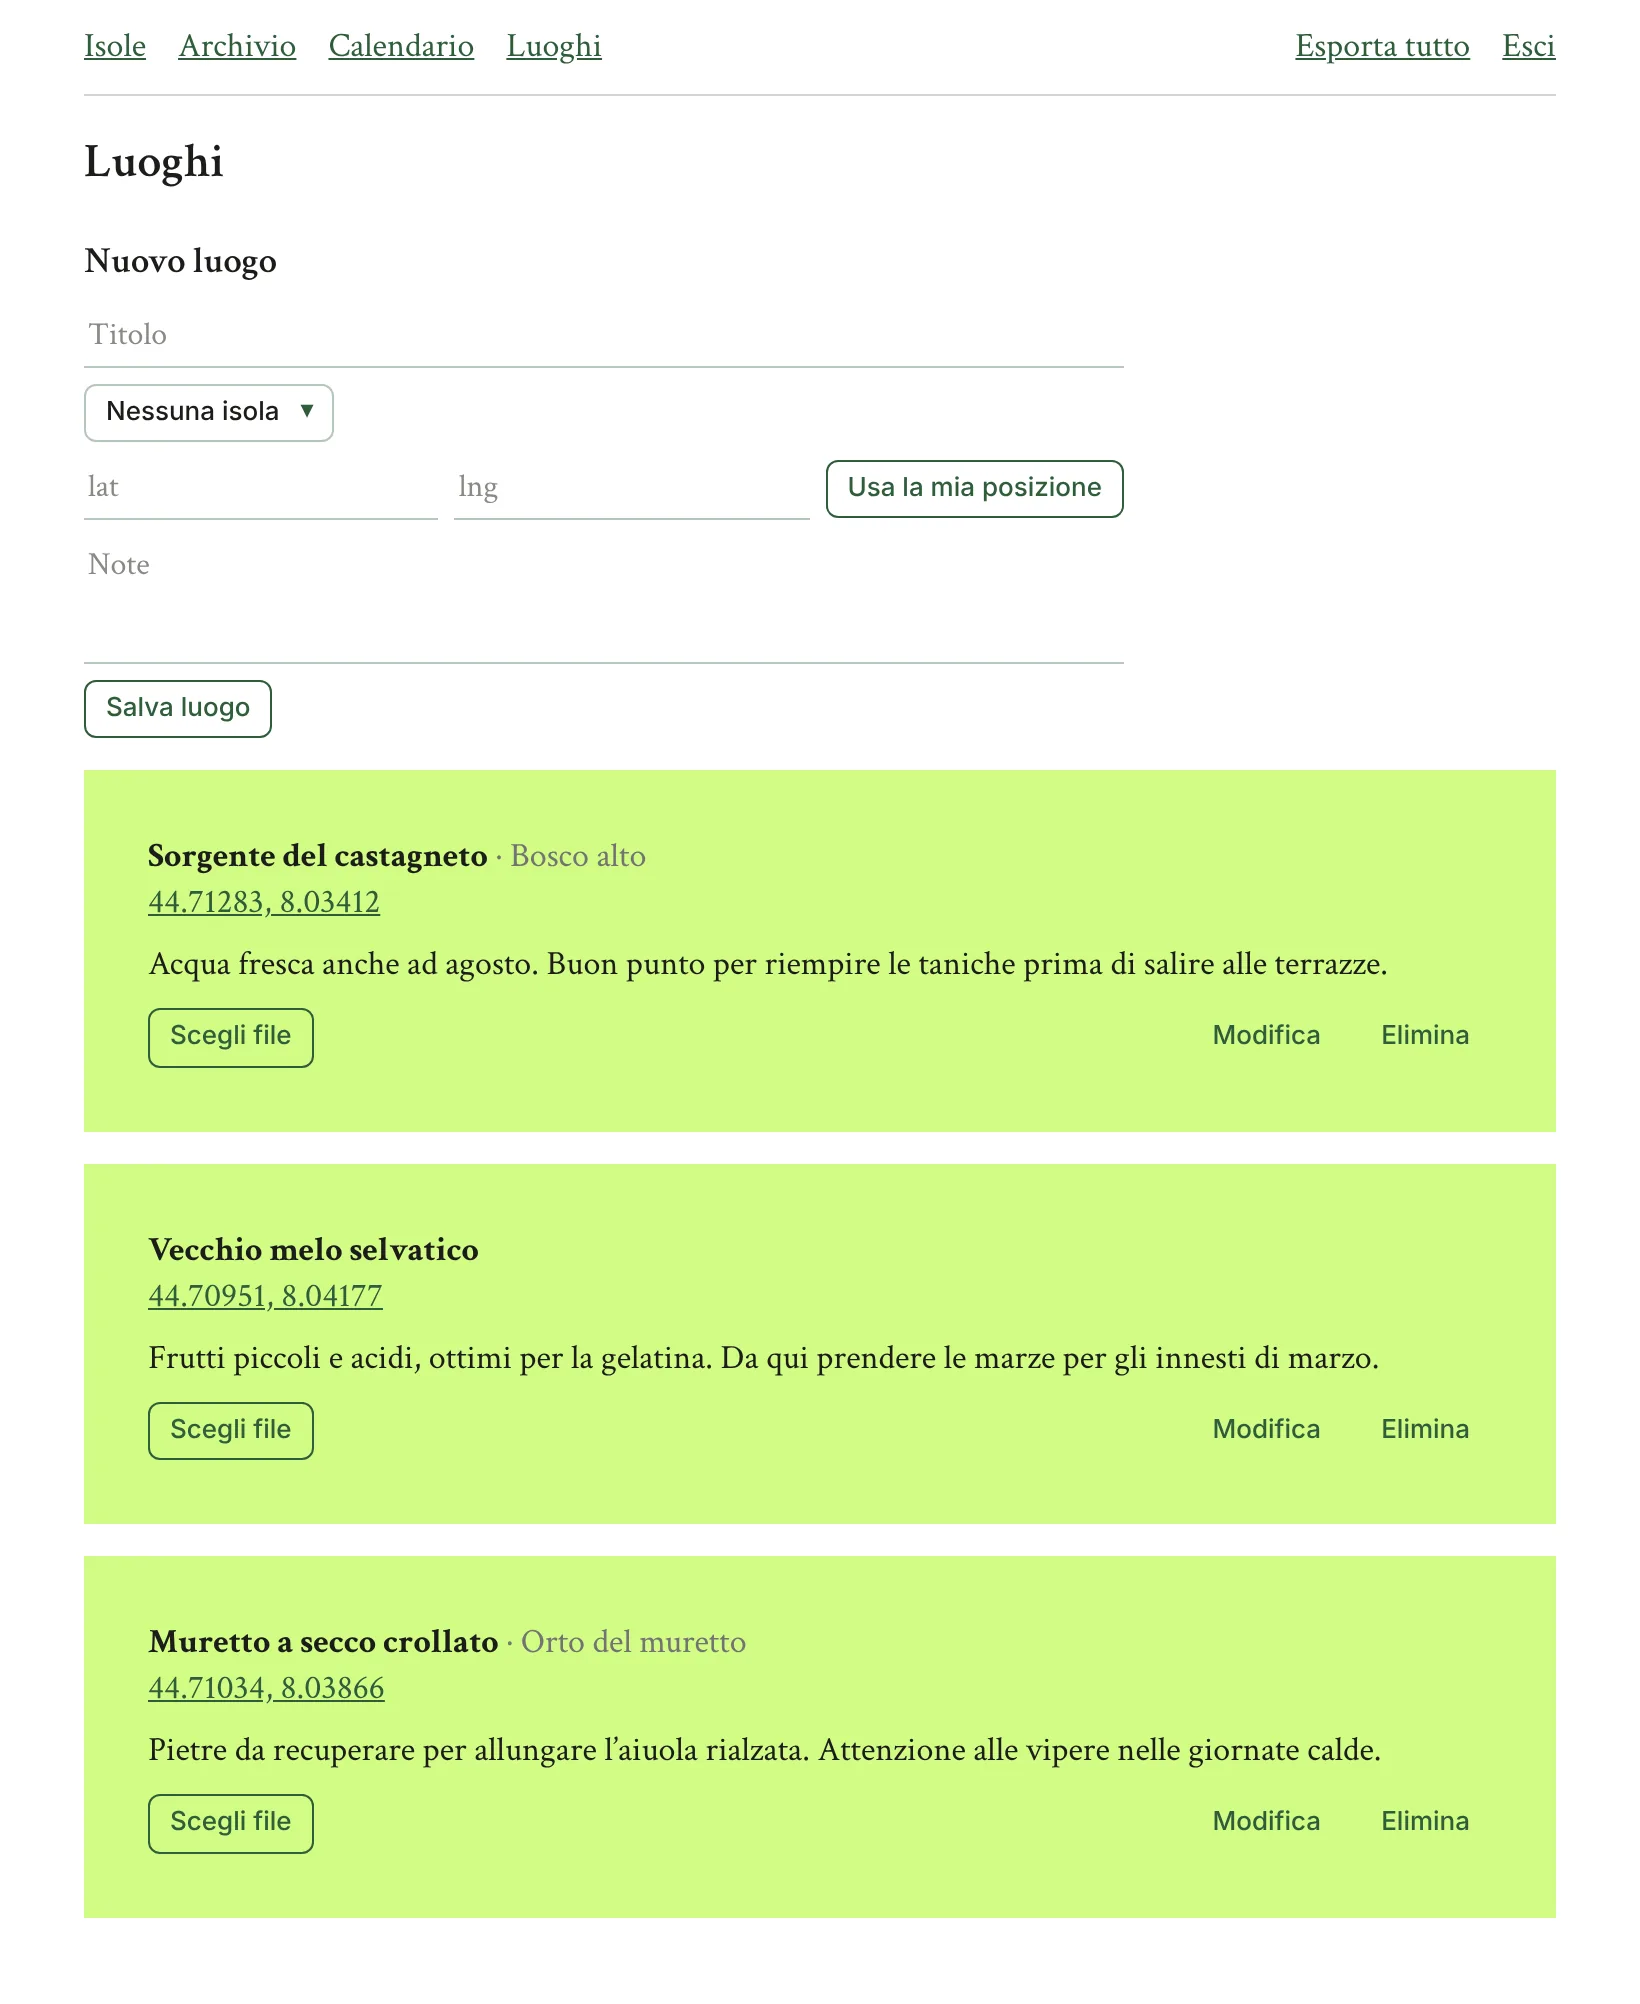 Isole Archivio Calendario Luoghi Esporta tutto Esci
Luoghi
Nuovo luogo
Titolo
Nessuna isola ▼
lat lng Usa la mia posizione
Note
Salva luogo
Sorgente del castagneto · Bosco alto
44.71283, 8.03412
Acqua fresca anche ad agosto. Buon punto per riempire le taniche prima di salire alle terrazze.
Scegli file Modifica Elimina
Vecchio melo selvatico
44.70951, 8.04177
Frutti piccoli e acidi, ottimi per la gelatina. Da qui prendere le marze per gli innesti di marzo.
Scegli file Modifica Elimina
Muretto a secco crollato · Orto del muretto
44.71034, 8.03866
Pietre da recuperare per allungare l’aiuola rialzata. Attenzione alle vipere nelle giornate calde.
Scegli file Modifica Elimina